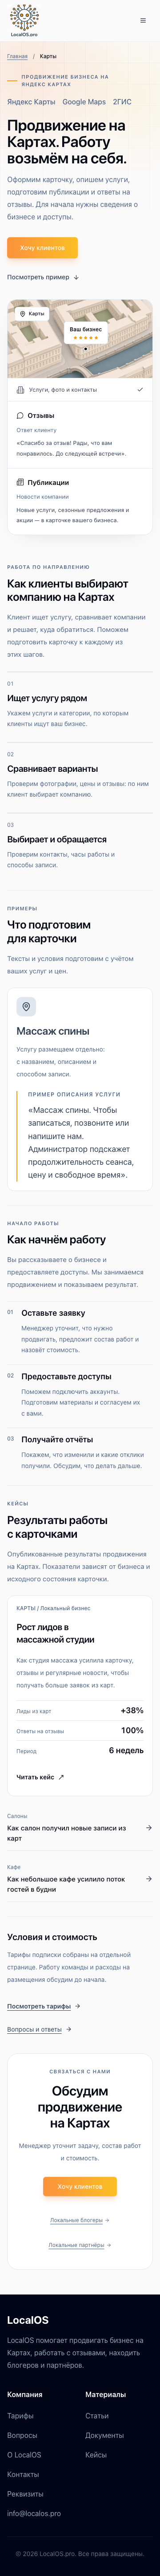 LocalOS.pro
Главная / Карты
ПРОДВИЖЕНИЕ БИЗНЕСА НА
ЯНДЕКС КАРТАХ
Яндекс Карты Google Maps 2ГИС
Продвижение на
Картах. Работу
возьмём на себя.
Оформим карточку, опишем услуги,
подготовим публикации и ответы на
отзывы. Для начала нужны сведения о
бизнесе и доступы.
Хочу клиентов
Посмотреть пример ↓
Карты
Ваш бизнес
★★★★★
Услуги, фото и контакты
Отзывы
Ответ клиенту
«Спасибо за отзыв! Рады, что вам
понравилось. До следующей встречи».
Публикации
Новости компании
Новые услуги, сезонные предложения и
акции — в карточке вашего бизнеса.
РАБОТА ПО НАПРАВЛЕНИЮ
Как клиенты выбирают
компанию на Картах
Клиент ищет услугу, сравнивает компании
и решает, куда обратиться. Поможем
подготовить карточку к каждому из
этих шагов.
01
Ищет услугу рядом
Укажем услуги и категории, по которым
клиенты ищут ваш бизнес.
02
Сравнивает варианты
Проверим фотографии, цены и отзывы: по ним
клиент выбирает компанию.
03
Выбирает и обращается
Проверим контакты, часы работы и
способы записи.
ПРИМЕРЫ
Что подготовим
для карточки
Тексты и условия подготовим с учётом
ваших услуг и цен.
Массаж спины
Услугу размещаем отдельно:
с названием, описанием и
способом записи.
ПРИМЕР ОПИСАНИЯ УСЛУГИ
«Массаж спины. Чтобы
записаться, позвоните или
напишите нам.
Администратор подскажет
продолжительность сеанса,
цену и свободное время».
НАЧАЛО РАБОТЫ
Как начнём работу
Вы рассказываете о бизнесе и
предоставляете доступы. Мы занимаемся
продвижением и показываем результат.
01 Оставьте заявку
Менеджер уточнит, что нужно
продвигать, предложит состав работ и
назовёт стоимость.
02 Предоставьте доступы
Поможем подключить аккаунты.
Подготовим материалы и согласуем их
с вами.
03 Получайте отчёты
Покажем, что изменили и какие отклики
получили. Обсудим, что делать дальше.
КЕЙСЫ
Результаты работы
с карточками
Опубликованные результаты продвижения
на Картах. Показатели зависят от бизнеса и
исходного состояния карточки.
КАРТЫ / Локальный бизнес
Рост лидов в
массажной студии
Как студия массажа усилила карточку,
отзывы и регулярные новости, чтобы
получать больше заявок из карт.
Лиды из карт +38%
Ответы на отзывы 100%
Период 6 недель
Читать кейс ↗
Салоны
Как салон получил новые записи из
карт →
Кафе
Как небольшое кафе усилило поток
гостей в будни →
Условия и стоимость
Тарифы подписки собраны на отдельной
странице. Работу команды и расходы на
размещения обсудим до начала.
Посмотреть тарифы →
Вопросы и ответы →
СВЯЗАТЬСЯ С НАМИ
Обсудим
продвижение
на Картах
Менеджер уточнит задачу, состав работ
и стоимость.
Хочу клиентов
Локальные блогеры →
Локальные партнёры →
LocalOS
LocalOS помогает продвигать бизнес на
Картах, работать с отзывами, находить
блогеров и партнёров.
Компания Материалы
Тарифы Статьи
Вопросы Документы
О LocalOS Кейсы
Контакты
Реквизиты
info@localos.pro
© 2026 LocalOS.pro. Все права защищены.